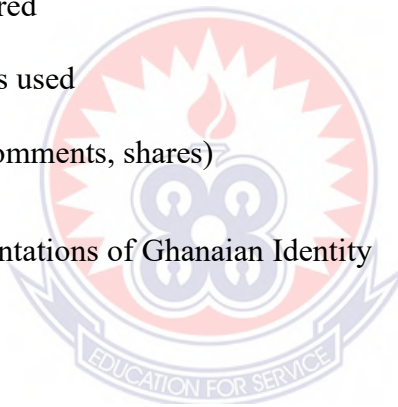 red
s used
omments, shares)
ntations of Ghanaian Identity
EDUCATION FOR SERVICE